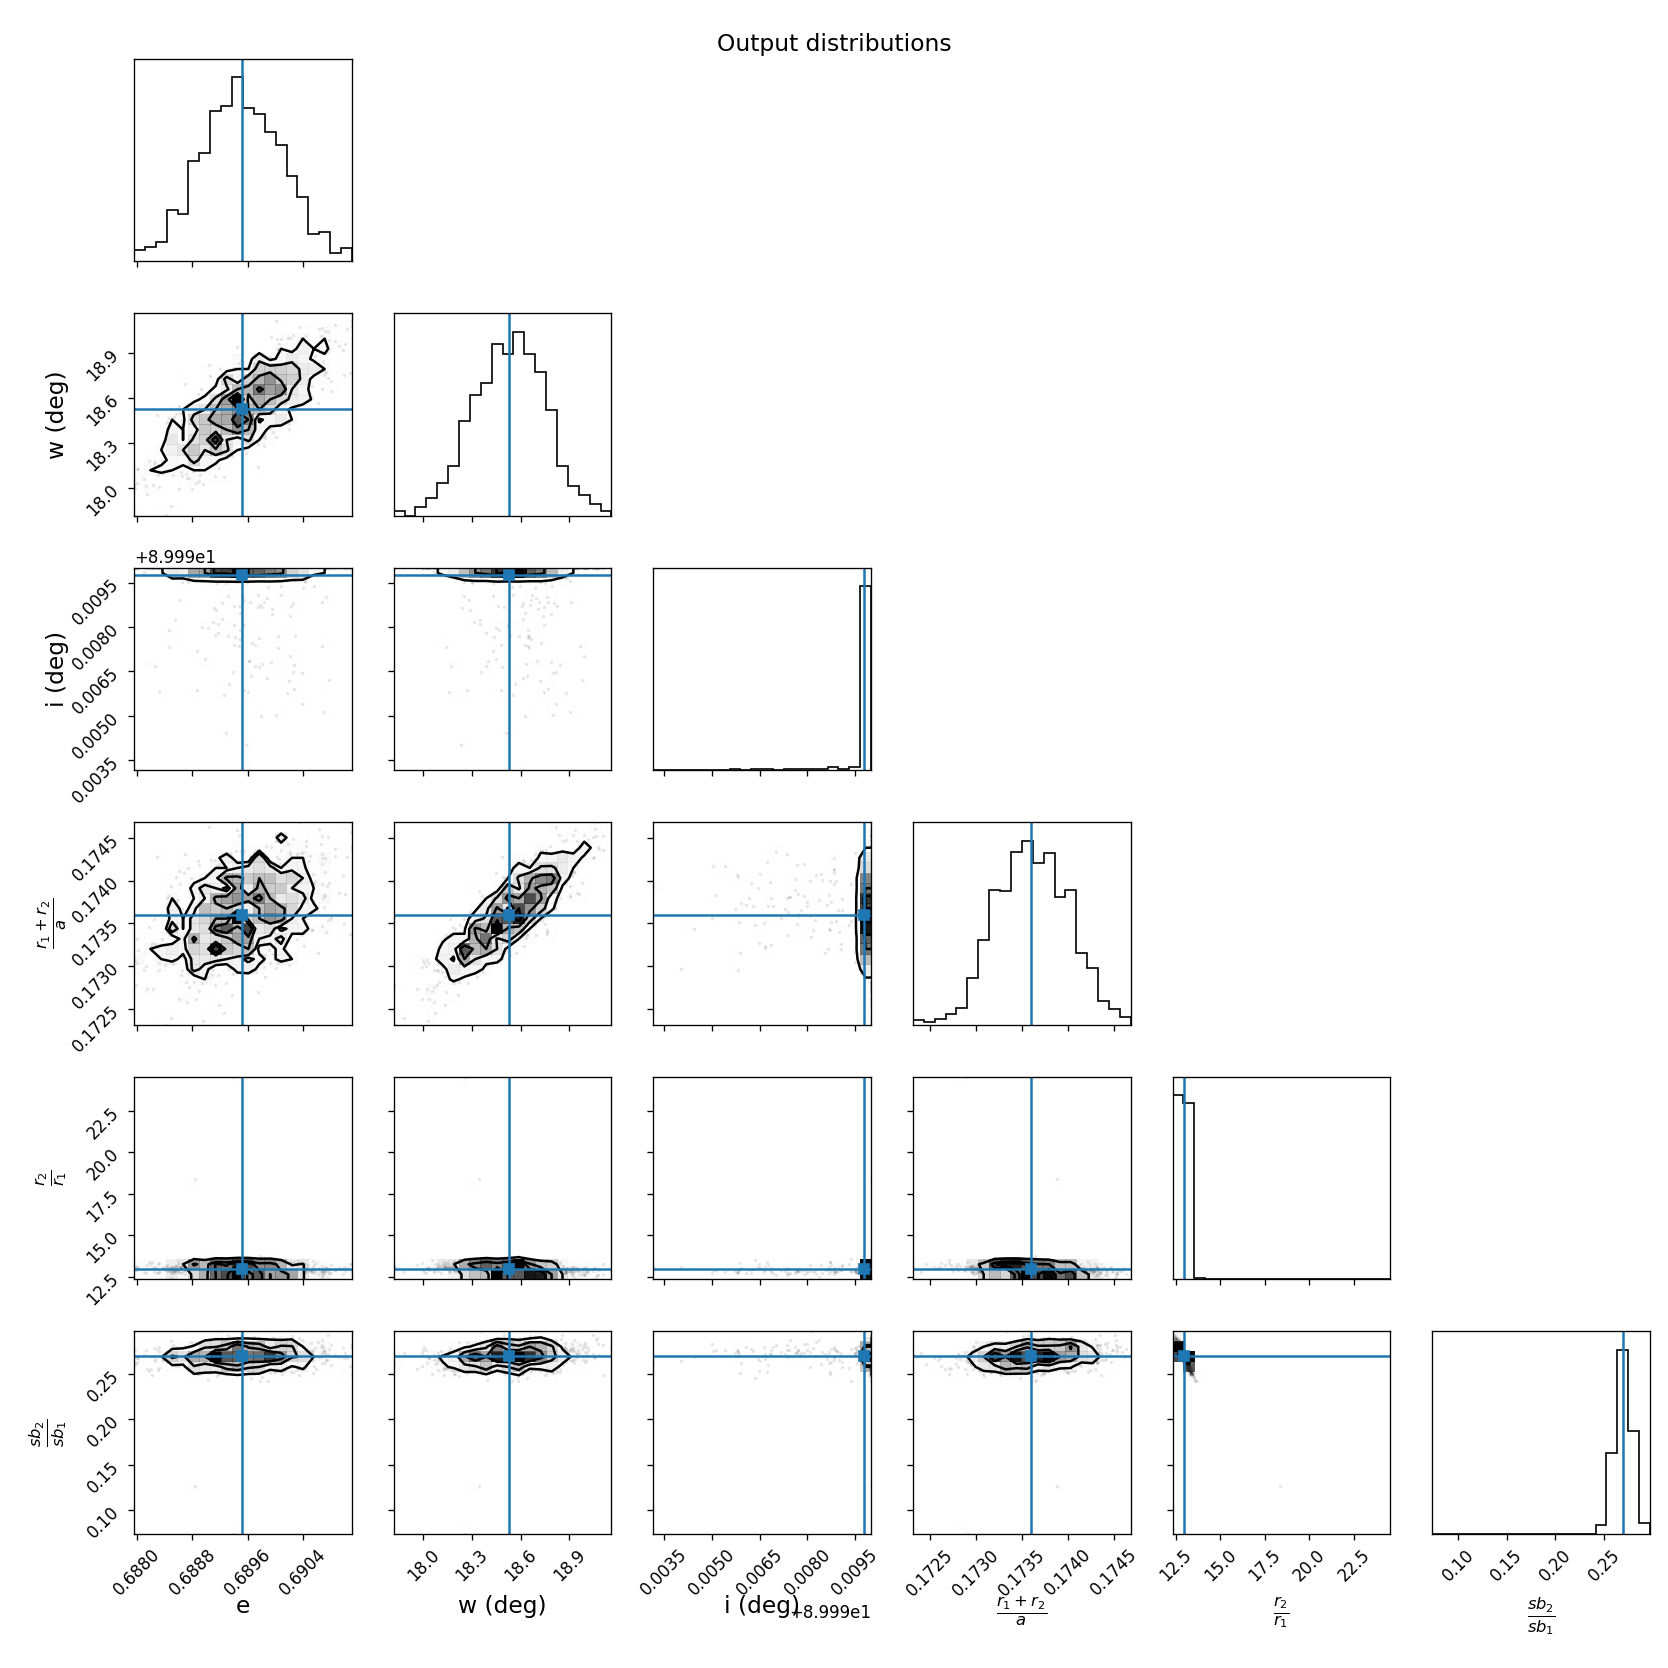 Output distributions
w (deg)
18.9
18.6
18.3
18.0
+8.999e1
i (deg)
0.0095
0.0080
0.0065
0.0050
0.0035
r₁ + r₂
a
0.1745
0.1740
0.1735
0.1730
0.1725
r₂
r₁
22.5
20.0
17.5
15.0
12.5
sb₂
sb₁
0.25
0.20
0.15
0.10
0.6880 0.6888 0.6896 0.6904 18.0 18.3 18.6 18.9 0.0035 0.0050 0.0065 0.0080 0.0095 0.1725 0.1730 0.1735 0.1740 0.1745 12.5 15.0 17.5 20.0 22.5 0.10 0.15 0.20 0.25
e
w (deg)
i (deg)
+8.999e1
r₁ + r₂
a
r₂
r₁
sb₂
sb₁